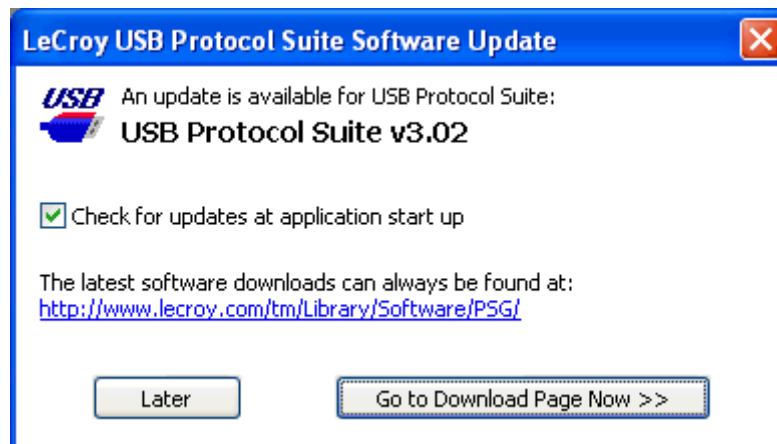 LeCroy USB Protocol Suite Software Update
USB An update is available for USB Protocol Suite:
USB Protocol Suite v3.02
Check for updates at application start up
The latest software downloads can always be found at:
http://www.lecroy.com/tm/Library/Software/PSG/
Later Go to Download Page Now >>